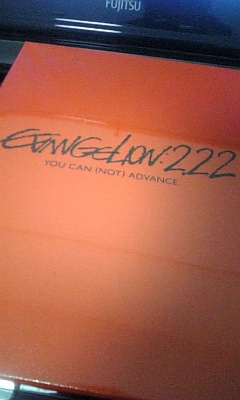 FUJITSU
EVANGELION:2.22
YOU CAN (NOT) ADVANCE.